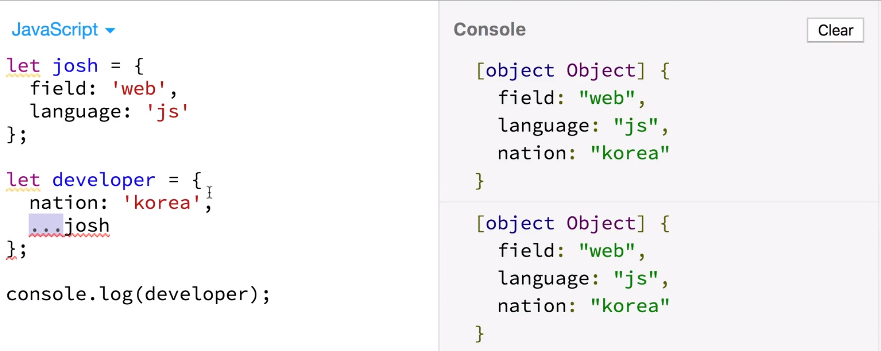 JavaScript
let josh = {
  field: 'web',
  language: 'js'
};
let developer = {
  nation: 'korea',
  ...josh
};
console.log(developer);
Console
Clear
[object Object] {
  field: "web",
  language: "js",
  nation: "korea"
}
[object Object] {
  field: "web",
  language: "js",
  nation: "korea"
}